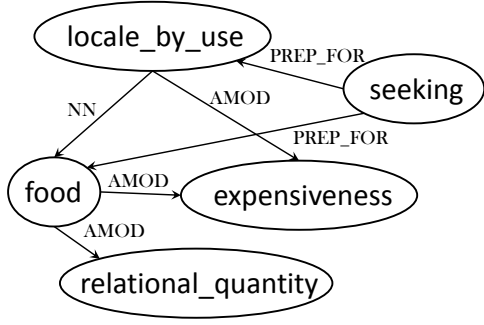 locale_by_use
PREP_FOR
seeking
NN
AMOD
PREP_FOR
food
AMOD
expensiveness
AMOD
relational_quantity